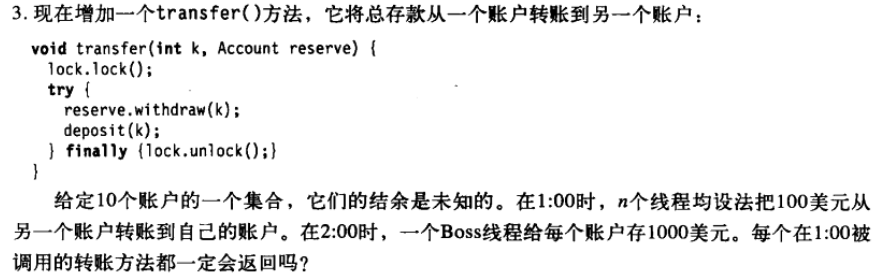 3. 现在增加一个transfer()方法，它将总存款从一个账户转账到另一个账户：
void transfer(int k, Account reserve) {
lock.lock();
try {
reserve.withdraw(k);
deposit(k);
} finally {lock.unlock();}
}
给定10个账户的一个集合，它们的结余是未知的。在1:00时，n个线程均设法把100美元从
另一个账户转账到自己的账户。在2:00时，一个Boss线程给每个账户存1000美元。每个在1:00被
调用的转账方法都一定会返回吗？